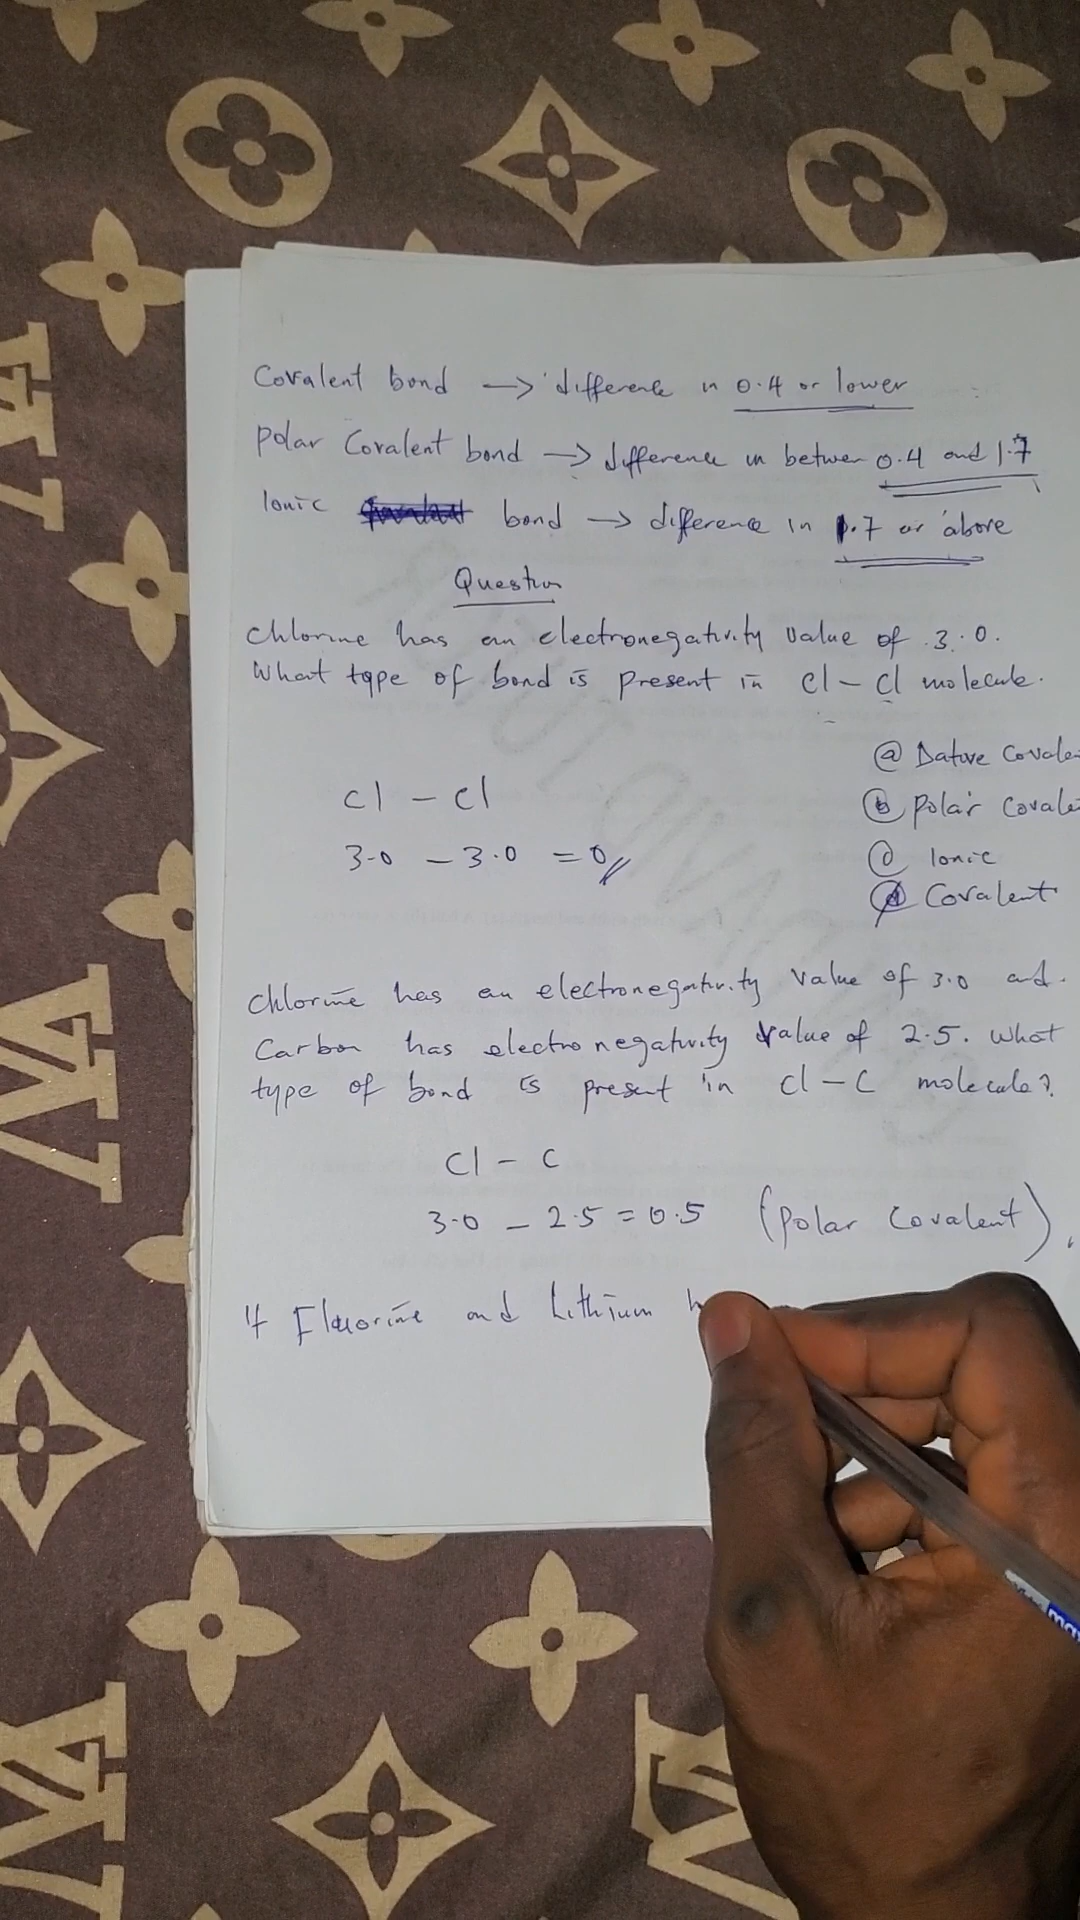 Covalent bond → difference in 0.4 or lower
Polar Covalent bond → difference in between 0.4 and 1.7
Ionic bond → difference in 1.7 or above
Question
Chlorine has an electronegativity value of 3.0.
What type of bond is present in Cl – Cl molecule.
ⓐ Dative Covale
ⓑ Polar Covale
ⓒ Ionic
ⓓ Covalent
Cl – Cl
3.0 – 3.0 = 0
Chlorine has an electronegativity value of 3.0 and
Carbon has electronegativity value of 2.5. What
type of bond is present in Cl – C molecule?
Cl – C
3.0 – 2.5 = 0.5 (Polar Covalent).
If Fluorine and Lithium h